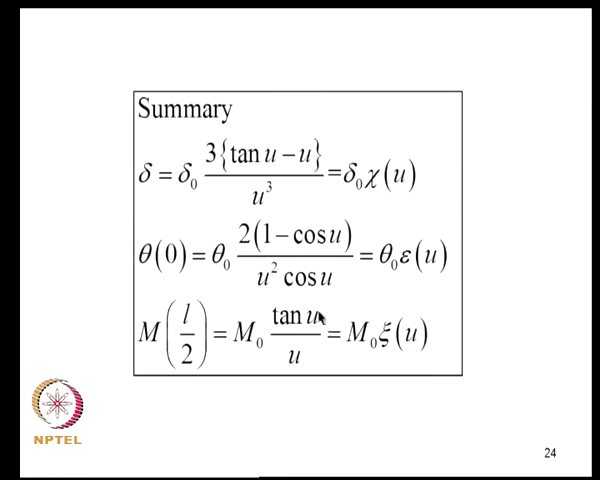 Summary
δ = δ₀ 3{tan u − u} / u³ = δ₀χ(u)
θ(0) = θ₀ 2(1 − cos u) / u² cos u = θ₀ε(u)
M(l/2) = M₀ tan u / u = M₀ξ(u)
NPTEL
24